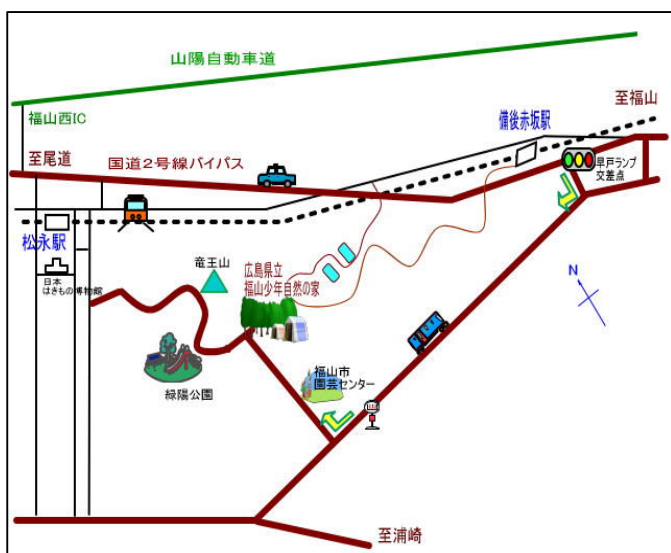 山陽自動車道
福山西IC
至福山
備後赤坂駅
至尾道
国道2号線バイパス
早戸ランプ
交差点
松永駅
日本
はきもの博物館
竜王山
広島県立
福山少年自然の家
N
緑陽公園
福山市
園芸センター
至浦崎